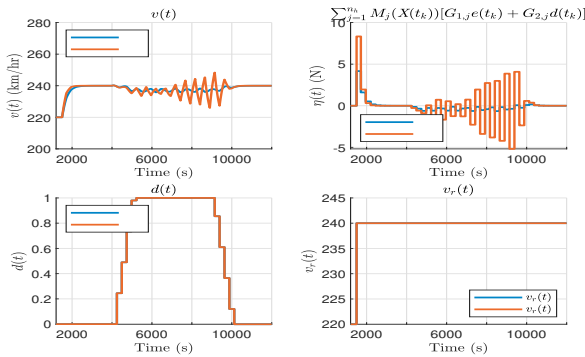 v(t)
∑_{j=1}^{n_k} M_j(X(t_k))[G_{1,j}e(t_k) + G_{2,j}d(t_k)]
v(t) (km/hr)
280
260
240
220
200
2000
6000
10000
Time (s)
η(t) (N)
10
5
0
-5
2000
6000
10000
Time (s)
d(t)
v_r(t)
d(t)
1
0.8
0.6
0.4
0.2
0
2000
6000
10000
Time (s)
v_r(t)
245
240
235
230
225
220
2000
6000
10000
Time (s)
v_r(t)
v_r(t)